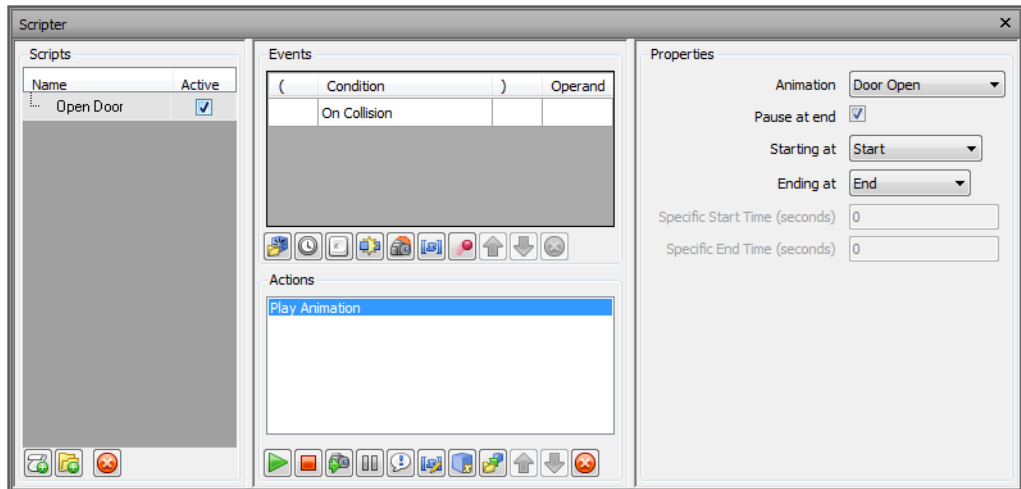 Scripter
Scripts
Name Active
Open Door
Events
( Condition ) Operand
On Collision
Actions
Play Animation
Properties
Animation Door Open
Pause at end
Starting at Start
Ending at End
Specific Start Time (seconds) 0
Specific End Time (seconds) 0